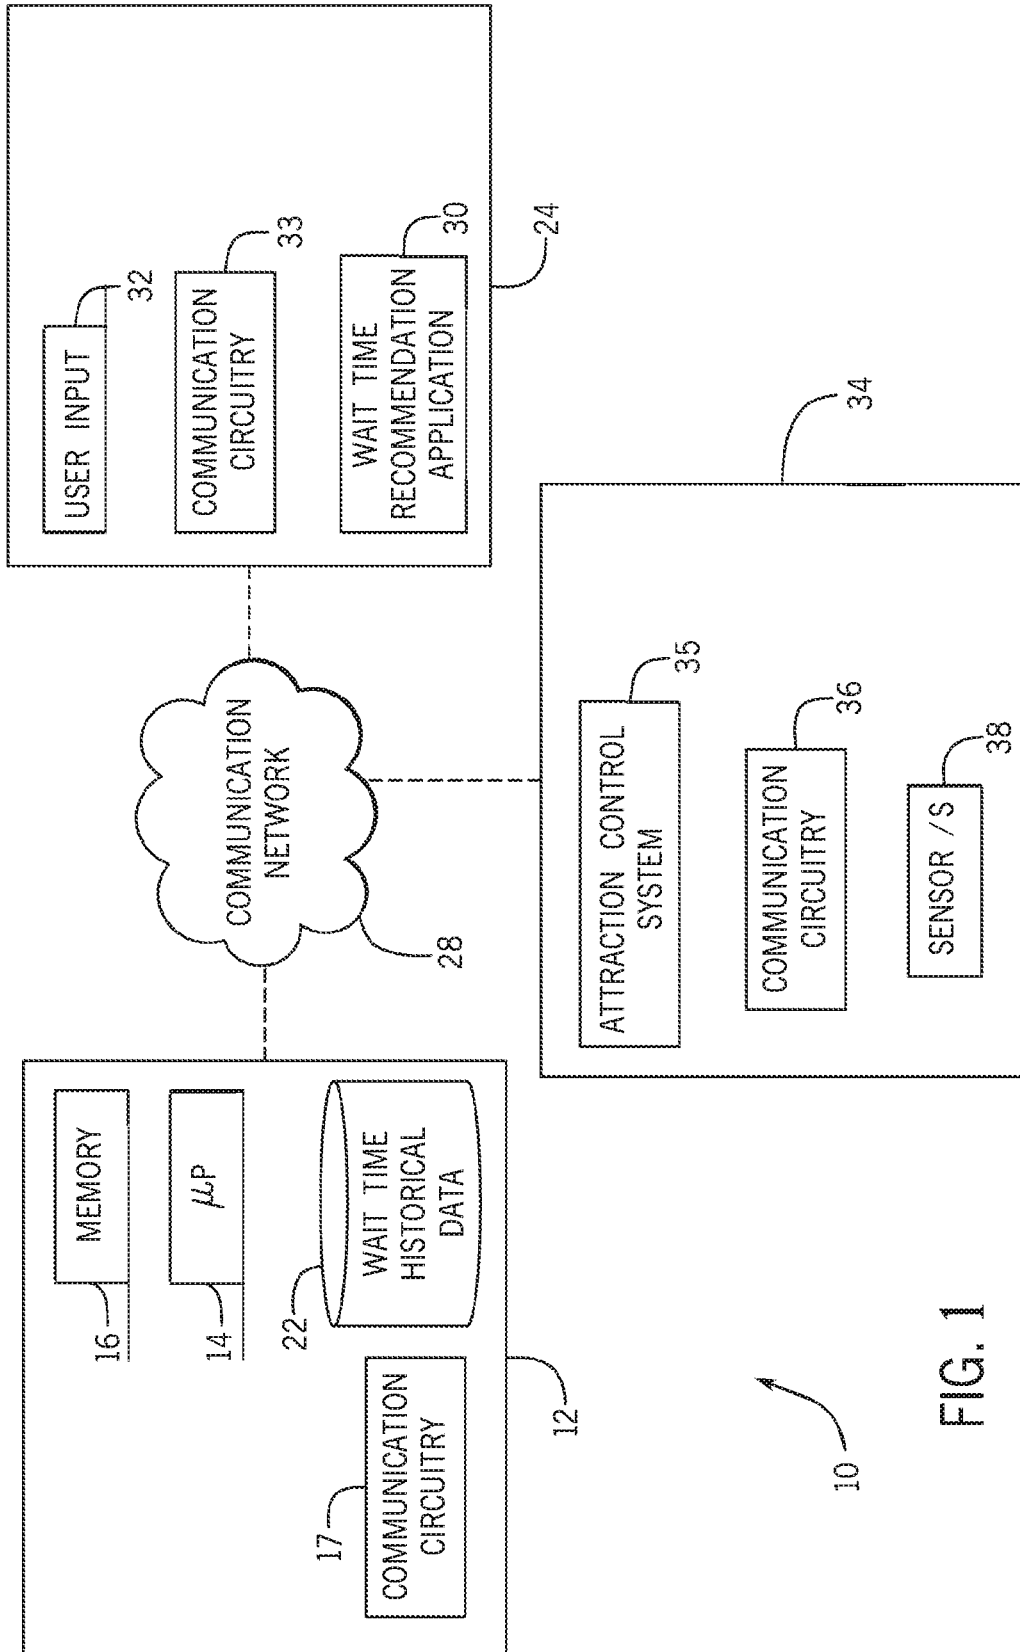 MEMORY
16
µP
14
22
WAIT TIME
HISTORICAL
DATA
17
COMMUNICATION
CIRCUITRY
12
COMMUNICATION
NETWORK
28
USER INPUT
32
COMMUNICATION
CIRCUITRY
33
WAIT TIME
RECOMMENDATION
APPLICATION
30
24
ATTRACTION CONTROL
SYSTEM
35
COMMUNICATION
CIRCUITRY
36
SENSOR /S
38
34
10
FIG. 1